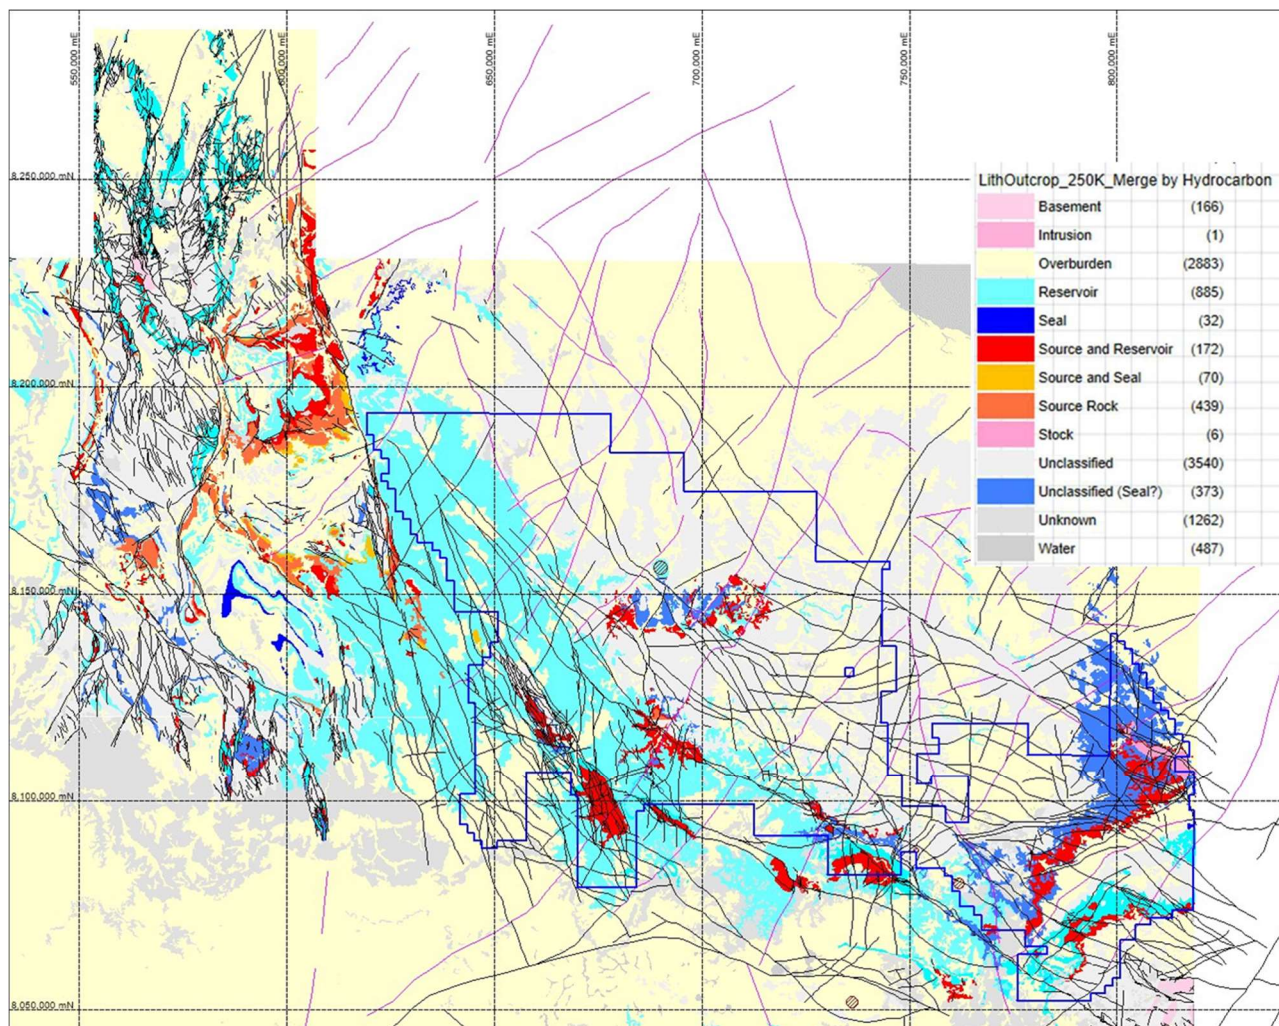 550,000 mE
600,000 mE
650,000 mE
700,000 mE
750,000 mE
800,000 mE
8,250,000 mN
8,200,000 mN
8,150,000 mN
8,100,000 mN
8,050,000 mN
LithOutcrop_250K_Merge by Hydrocarbon
Basement (166)
Intrusion (1)
Overburden (2883)
Reservoir (885)
Seal (32)
Source and Reservoir (172)
Source and Seal (70)
Source Rock (439)
Stock (6)
Unclassified (3540)
Unclassified (Seal?) (373)
Unknown (1262)
Water (487)